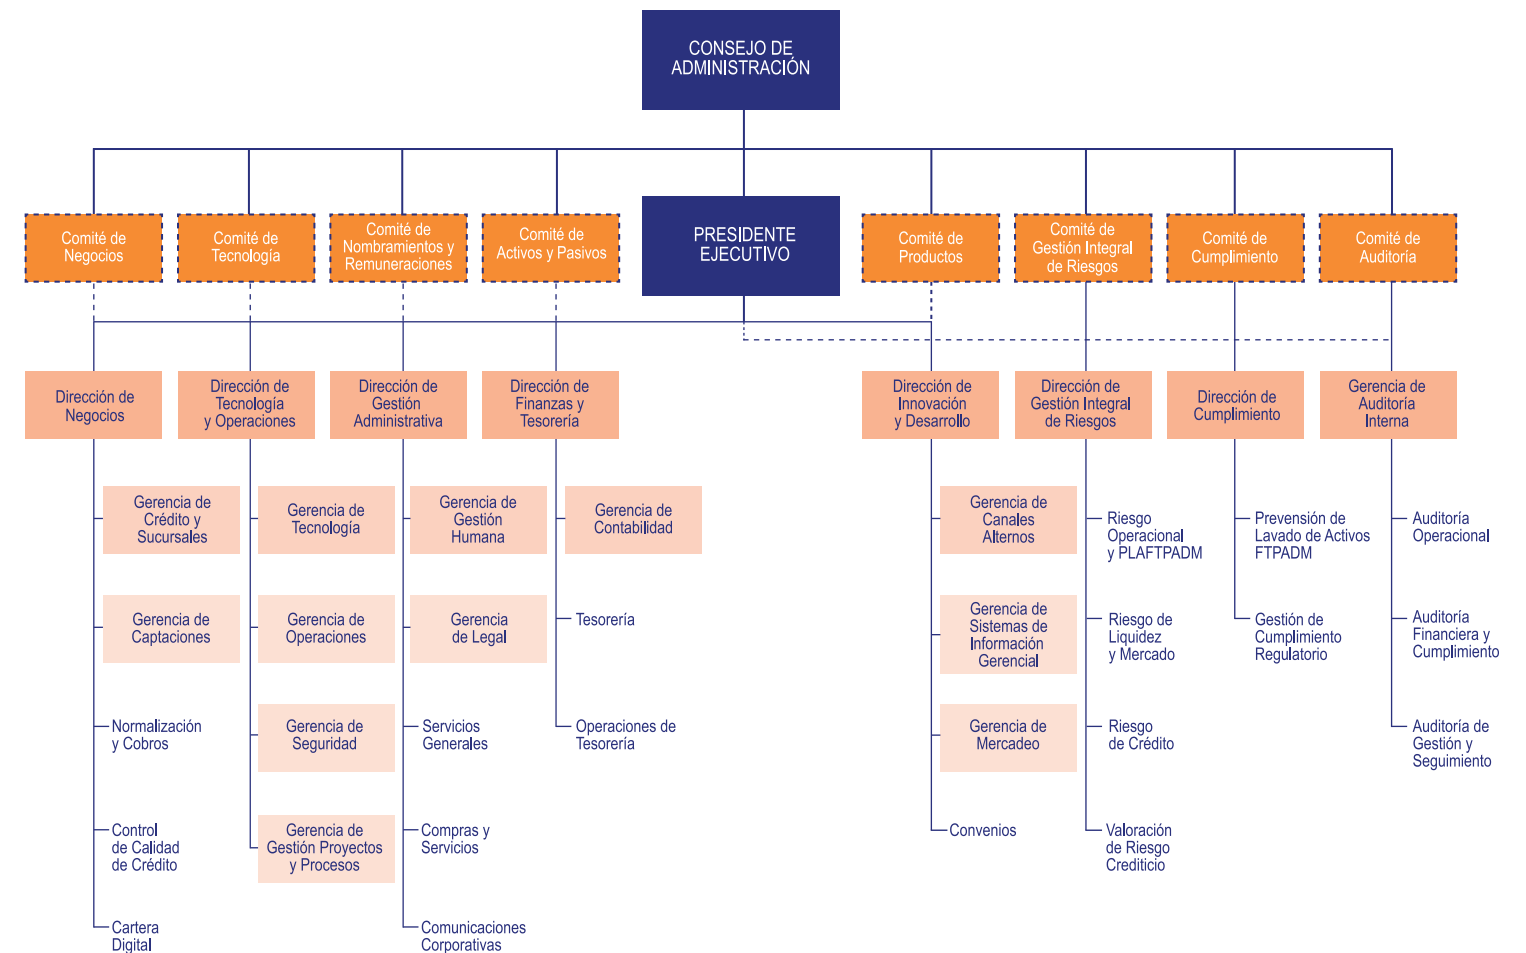 CONSEJO DE
ADMINISTRACIÓN
PRESIDENTE
EJECUTIVO
Comité de
Negocios
Comité de
Tecnología
Comité de
Nombramientos y
Remuneraciones
Comité de
Activos y Pasivos
Comité de
Productos
Comité de
Gestión Integral
de Riesgos
Comité de
Cumplimiento
Comité de
Auditoría
Dirección de
Negocios
Dirección de
Tecnología
y Operaciones
Dirección de
Gestión
Administrativa
Dirección de
Finanzas y
Tesorería
Dirección de
Innovación
y Desarrollo
Dirección de
Gestión Integral
de Riesgos
Dirección de
Cumplimiento
Gerencia de
Auditoría
Interna
Gerencia de
Crédito y
Sucursales
Gerencia de
Captaciones
Normalización
y Cobros
Control
de Calidad
de Crédito
Cartera
Digital
Gerencia de
Tecnología
Gerencia de
Operaciones
Gerencia de
Seguridad
Gerencia de
Gestión Proyectos
y Procesos
Gerencia de
Gestión
Humana
Gerencia
de Legal
Servicios
Generales
Compras y
Servicios
Comunicaciones
Corporativas
Gerencia de
Contabilidad
Tesorería
Operaciones de
Tesorería
Gerencia de
Canales
Alternos
Gerencia de
Sistemas de
Información
Gerencial
Gerencia de
Mercadeo
Convenios
Riesgo
Operacional
y PLAFTPADM
Riesgo de
Liquidez
y Mercado
Riesgo
de Crédito
Valoración
de Riesgo
Crediticio
Prevención de
Lavado de Activos
FTPADM
Gestión de
Cumplimiento
Regulatorio
Auditoría
Operacional
Auditoría
Financiera y
Cumplimiento
Auditoría de
Gestión y
Seguimiento